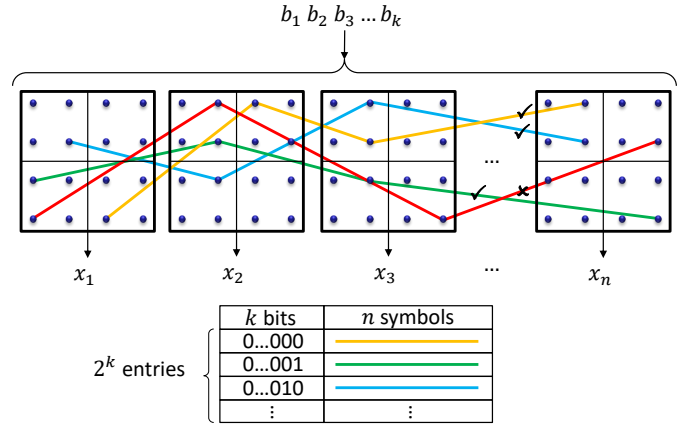 b₁ b₂ b₃ … bₖ
...
x₁ x₂ x₃ ... xₙ
k bits n symbols
0…000
0…001
0…010
⋮ ⋮
2ᵏ entries